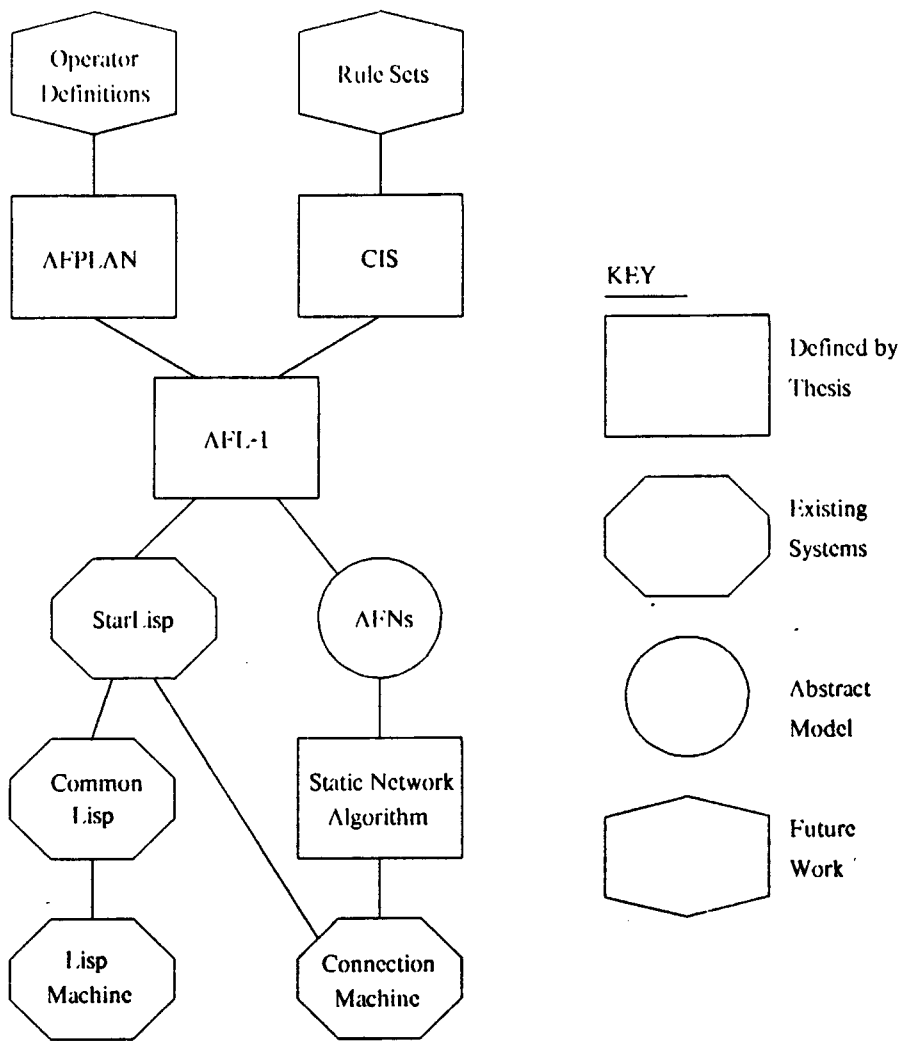 Operator
Definitions
Rule Sets
AFPLAN
CIS
AFL-1
StarLisp
AFNs
Common
Lisp
Static Network
Algorithm
Lisp
Machine
Connection
Machine
KEY
Defined by
Thesis
Existing
Systems
Abstract
Model
Future
Work